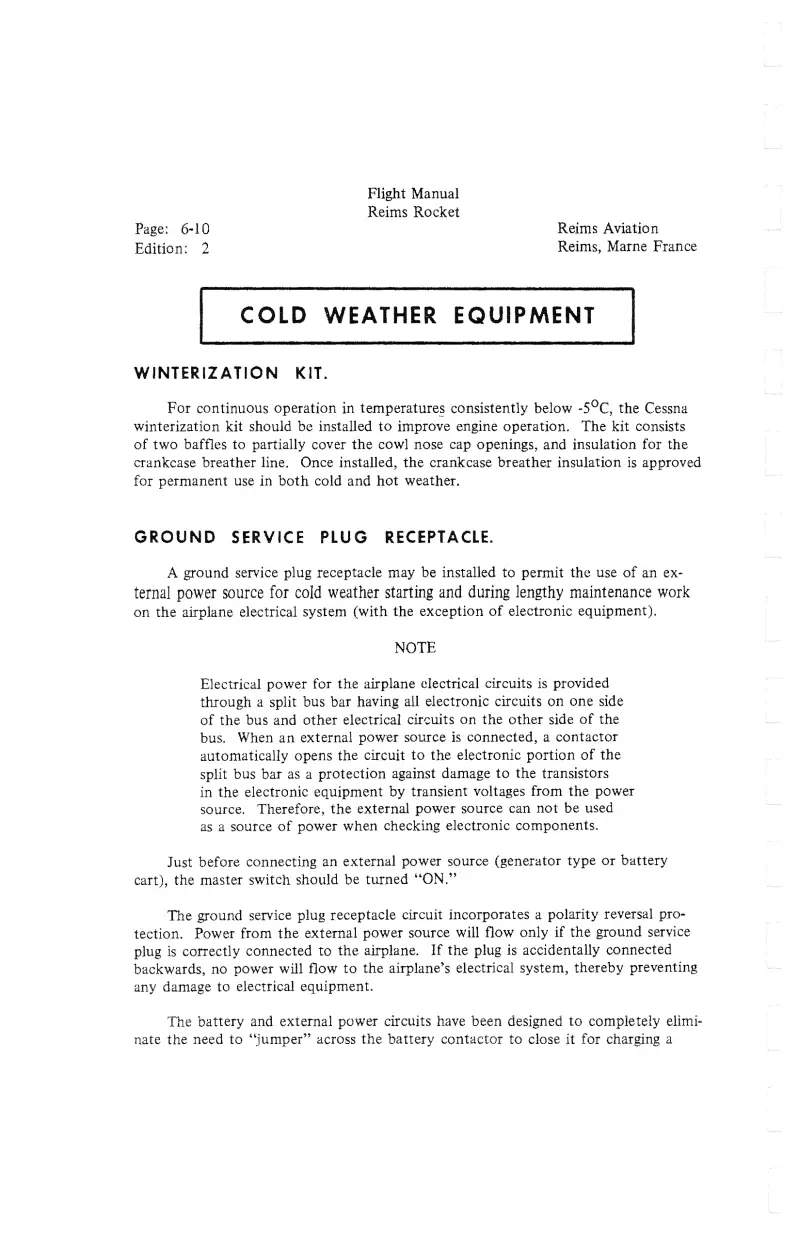 Flight Manual
Reims Rocket
Page: 6-10
Reims Aviation
Edition: 2
Reims, Marne France
COLD WEATHER EQUIPMENT
WINTERIZATION KIT.
For continuous operation in temperatures consistently below -5°C, the Cessna
winterization kit should be installed to improve engine operation. The kit consists
of two baffles to partially cover the cowl nose cap openings, and insulation for the
crankcase breather line. Once installed, the crankcase breather insulation is approved
for permanent use in both cold and hot weather.
GROUND SERVICE PLUG RECEPTACLE.
A ground service plug receptacle may be installed to permit the use of an ex-
ternal power source for cold weather starting and during lengthy maintenance work
on the airplane electrical system (with the exception of electronic equipment).
NOTE
Electrical power for the airplane electrical circuits is provided
through a split bus bar having all electronic circuits on one side
of the bus and other electrical circuits on the other side of the
bus. When an external power source is connected, a contactor
automatically opens the circuit to the electronic portion of the
split bus bar as a protection against damage to the transistors
in the electronic equipment by transient voltages from the power
source. Therefore, the external power source can not be used
as a source of power when checking electronic components.
Just before connecting an external power source (generator type or battery
cart), the master switch should be turned “ON.”
The ground service plug receptacle circuit incorporates a polarity reversal pro-
tection. Power from the external power source will flow only if the ground service
plug is correctly connected to the airplane. If the plug is accidentally connected
backwards, no power will flow to the airplane's electrical system, thereby preventing
any damage to electrical equipment.
The battery and external power circuits have been designed to completely elimi-
nate the need to “jumper” across the battery contactor to close it for charging a